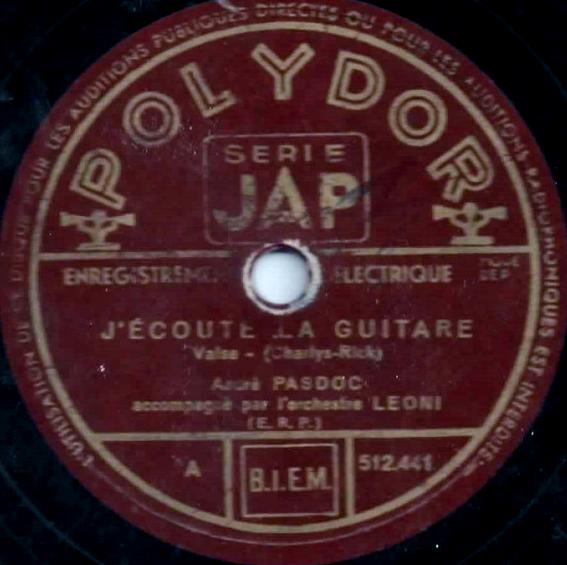 L'UTILISATION DE CE DISQUE POUR LES AUDITIONS PUBLIQUES DIRECTES OU POUR LES AUDITIONS RADIOPHONIQUES EST INTERDITE
POLYDOR
SERIE
JAP
ELECTRIQUE
J'ÉCOUTE LA GUITARE
Valse - (Charlys-Rick)
André PASDOC
accompagné par l'orchestre LEONI
(E. R. P.)
A
B.I.E.M.
512.441